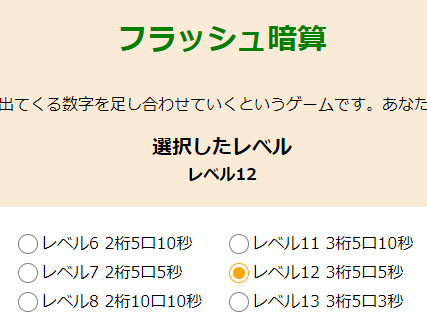 フラッシュ暗算
出てくる数字を足し合わせていくというゲームです。あなた
選択したレベル
レベル12
レベル6 2桁5口10秒
レベル11 3桁5口10秒
レベル7 2桁5口5秒
レベル12 3桁5口5秒
レベル8 2桁10口10秒
レベル13 3桁5口3秒